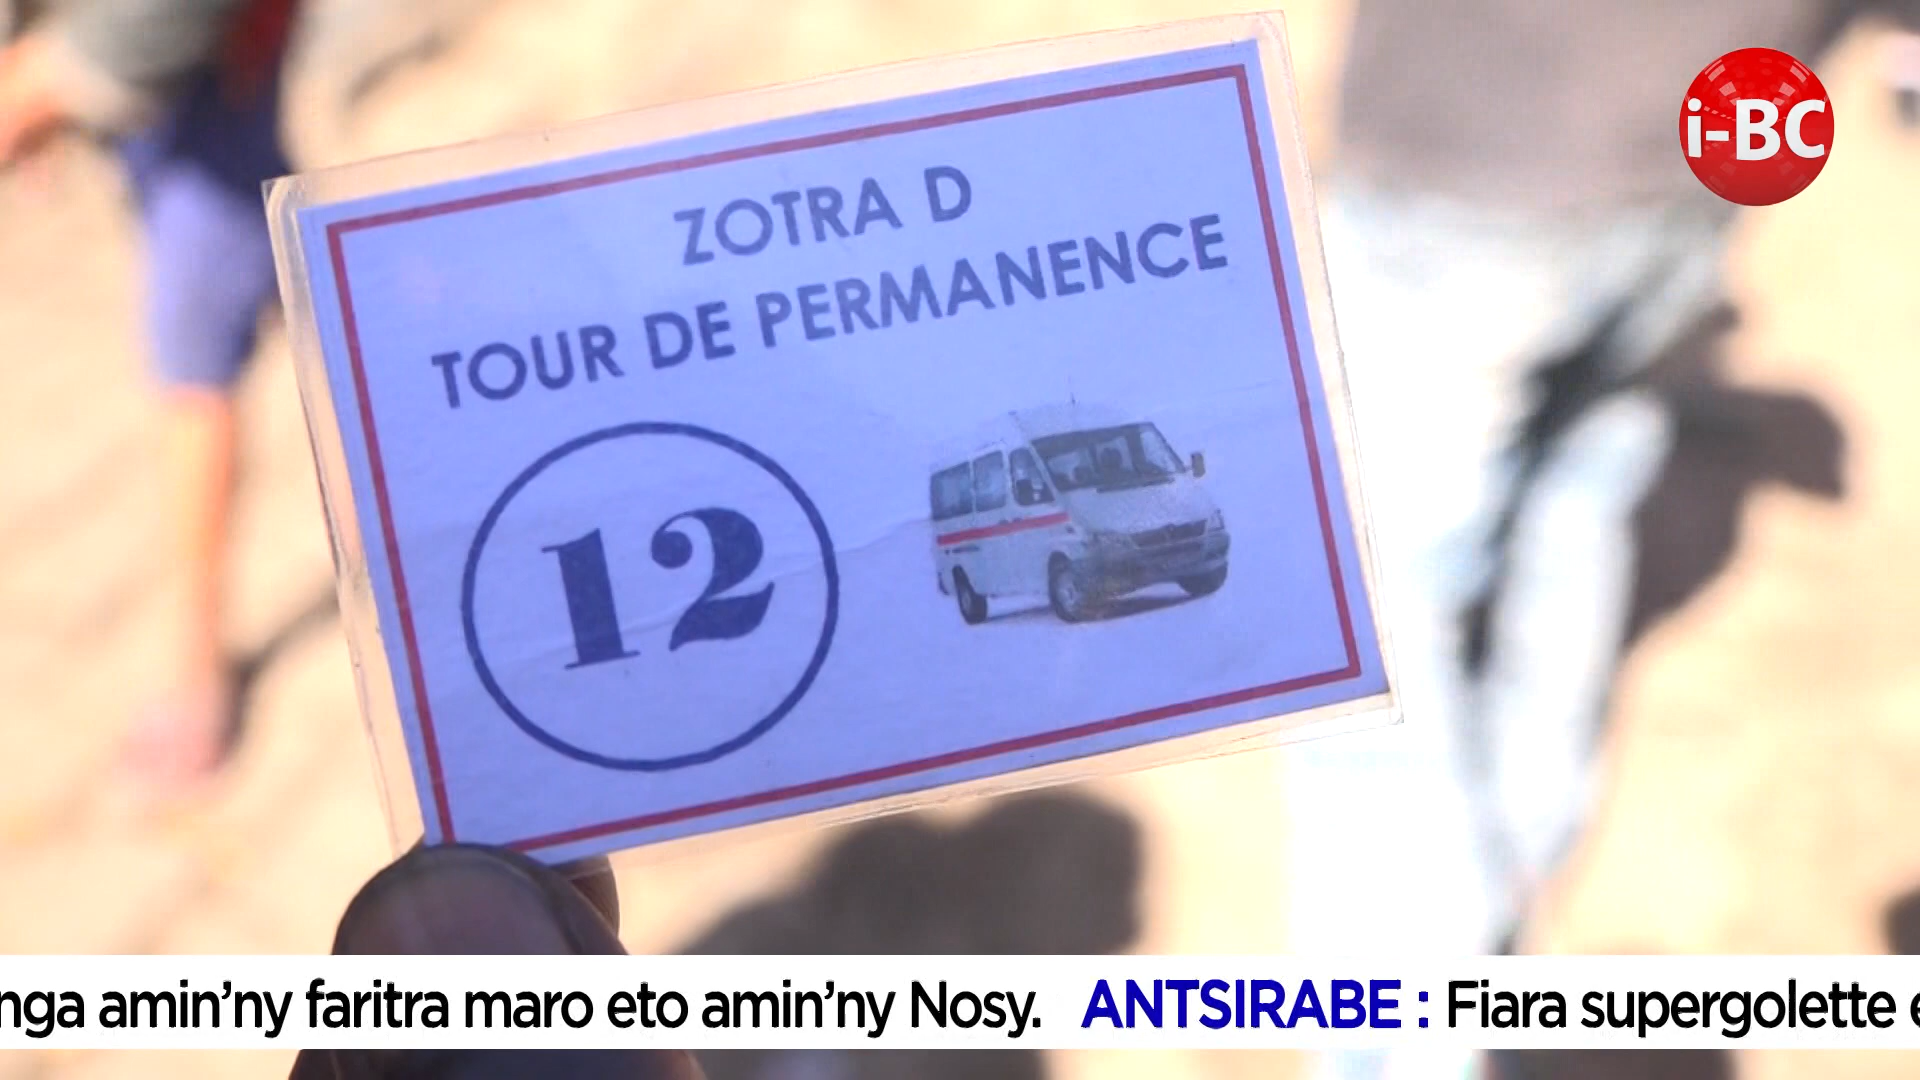 i-BC
ZOTRA D
TOUR DE PERMANENCE
12
nga amin'ny faritra maro eto amin'ny Nosy. ANTSIRABE : Fiara supergolette